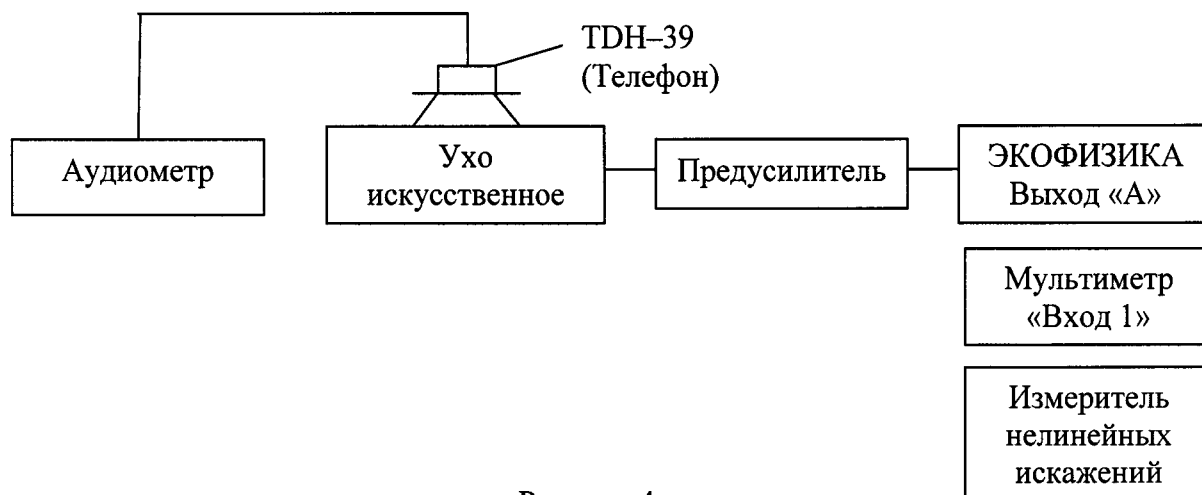 TDH–39
(Телефон)
Аудиометр
Ухо
искусственное
Предусилитель
ЭКОФИЗИКА
Выход «А»
Мультиметр
«Вход 1»
Измеритель
нелинейных
искажений